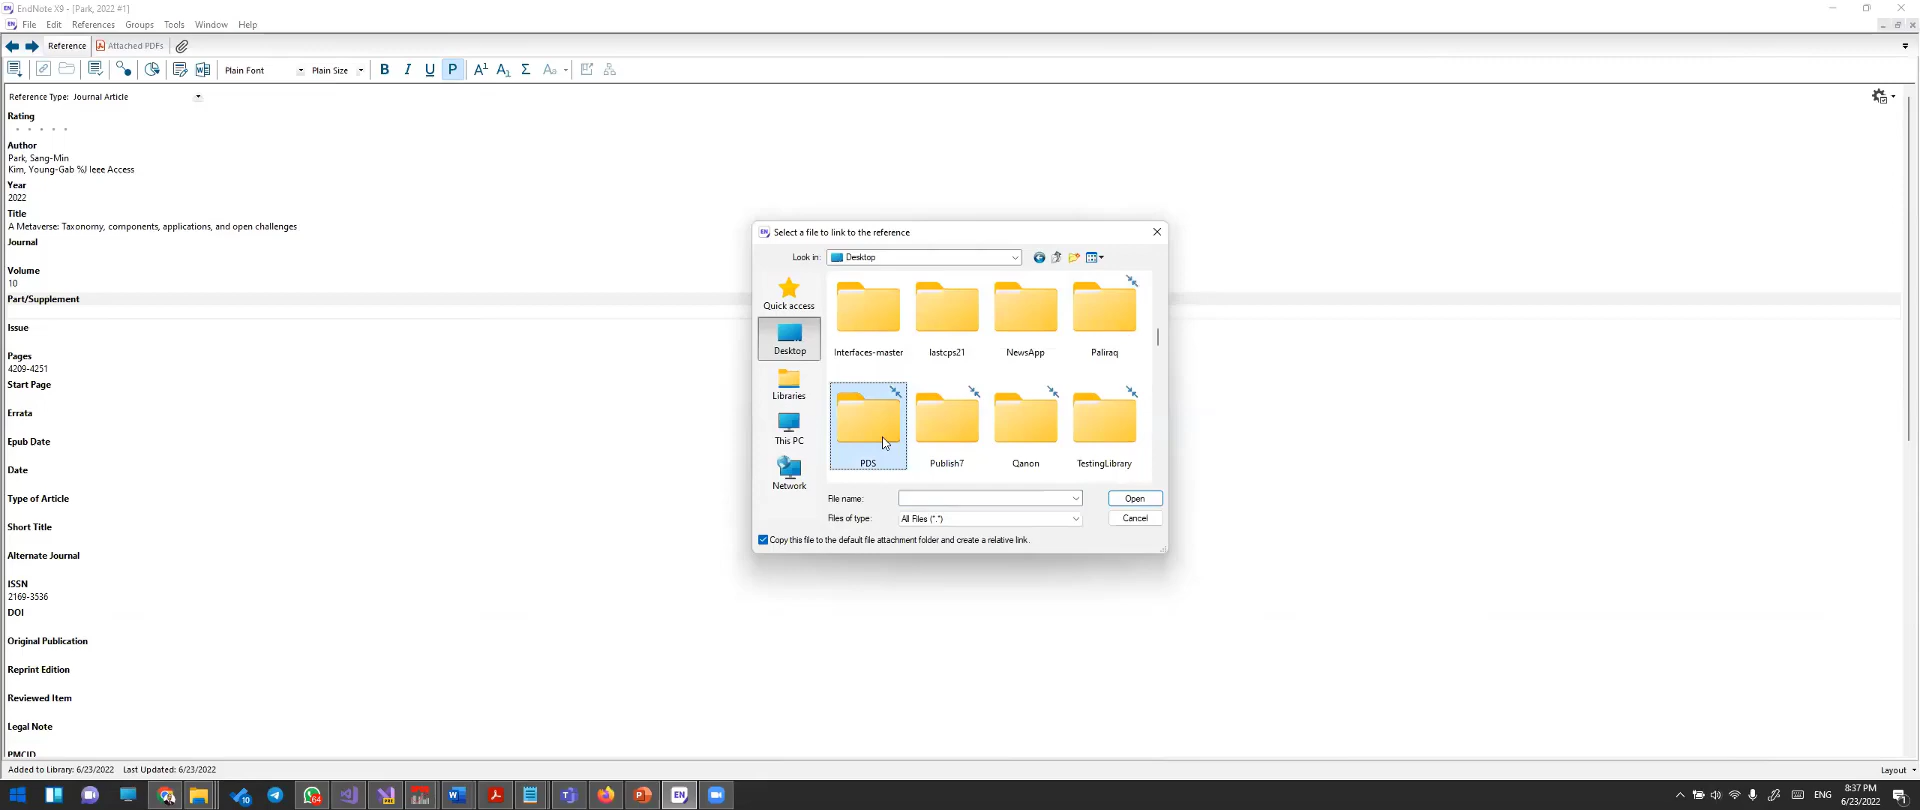 EndNote X9 - [Park, 2022 #1]
File Edit References Groups Tools Window Help
Reference Attached PDFs
Plain Font Plain Size B I U P A¹ A₁ Σ Aa
Reference Type: Journal Article
Rating
Author
Park, Sang-Min
Kim, Young-Gab %J Ieee Access
Year
2022
Title
A Metaverse: Taxonomy, components, applications, and open challenges
Journal
Volume
10
Part/Supplement
Issue
Pages
4209-4251
Start Page
Errata
Epub Date
Date
Type of Article
Short Title
Alternate Journal
ISSN
2169-3536
DOI
Original Publication
Reprint Edition
Reviewed Item
Legal Note
PMCID
Added to Library: 6/23/2022 Last Updated: 6/23/2022
Layout
Select a file to link to the reference
Look in: Desktop
Quick access
Desktop
Libraries
This PC
Network
Interfaces-master lastcps21 NewsApp Paliraq
PDS Publish7 Qanon TestingLibrary
File name: Open
Files of type: All Files (*.*) Cancel
Copy this file to the default file attachment folder and create a relative link.
10 64 EN ENG 8:37 PM
6/23/2022